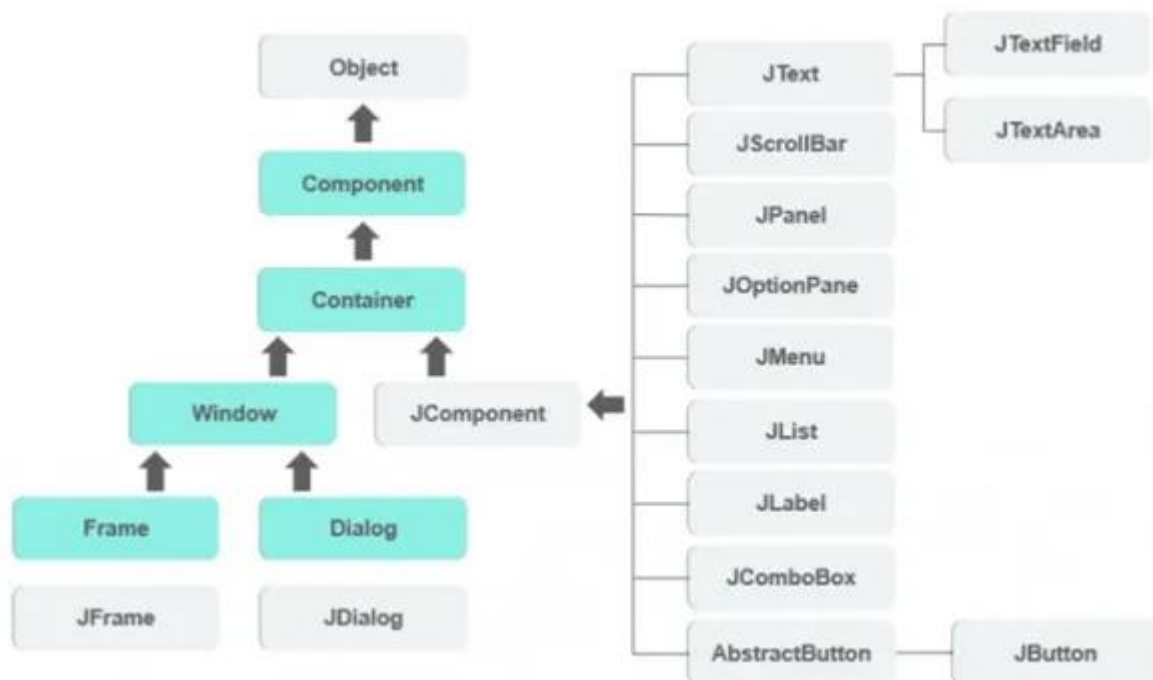 Object
Component
Container
Window
JComponent
Frame
Dialog
JFrame
JDialog
JText
JTextField
JTextArea
JScrollBar
JPanel
JOptionPane
JMenu
JList
JLabel
JComboBox
AbstractButton
JButton